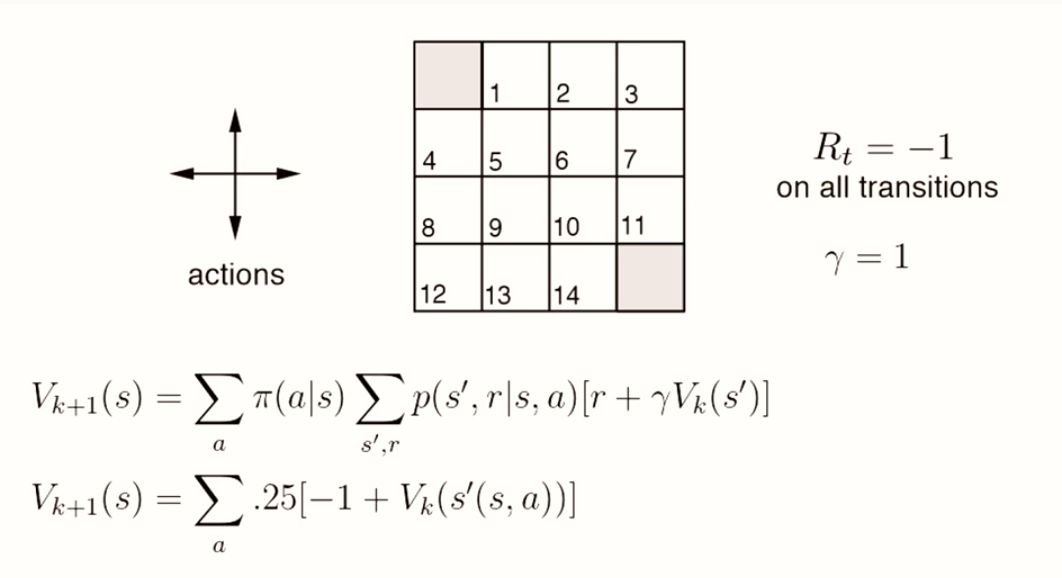 1 2 3
4 5 6 7
8 9 10 11
12 13 14
actions
R_t = −1
on all transitions
γ = 1
V_{k+1}(s) = ∑_a π(a|s) ∑_{s′,r} p(s′, r|s, a)[r + γV_k(s′)]
V_{k+1}(s) = ∑_a .25[−1 + V_k(s′(s, a))]